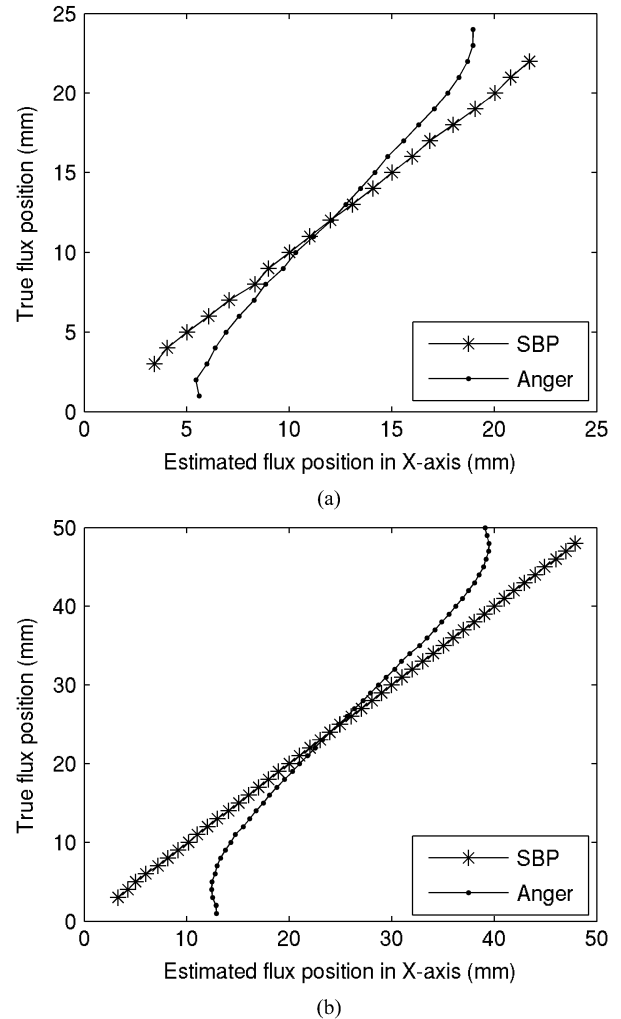 25
20
15
10
5
0
True flux position (mm)
SBP
Anger
0 5 10 15 20 25
Estimated flux position in X-axis (mm)
(a)
50
40
30
20
10
0
True flux position (mm)
SBP
Anger
0 10 20 30 40 50
Estimated flux position in X-axis (mm)
(b)